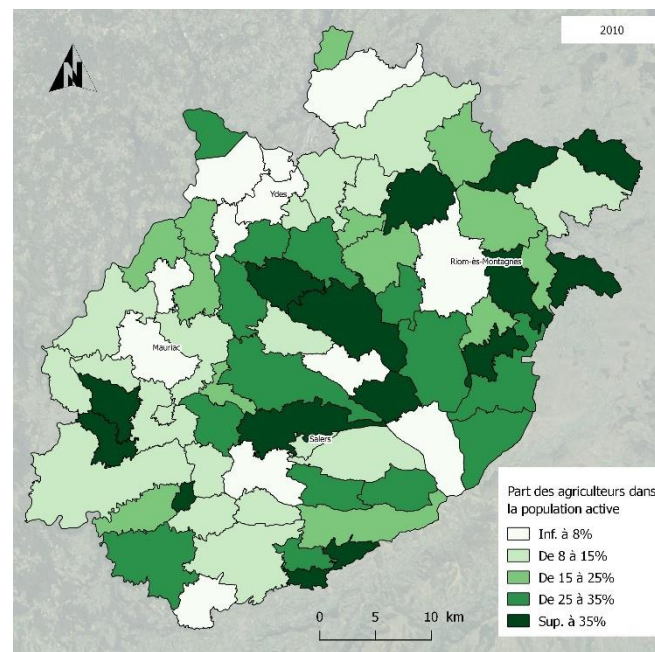 2010
N
Ydes
Riom-ès-Montagnes
Mauriac
Salers
Part des agriculteurs dans
la population active
Inf. à 8%
De 8 à 15%
De 15 à 25%
De 25 à 35%
Sup. à 35%
0 5 10 km